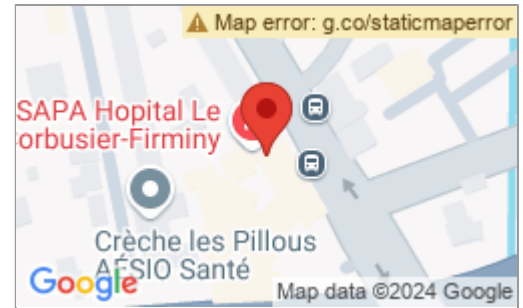 Map error: g.co/staticmaperror
SAPA Hopital Le
orbusier-Firminy
Crèche les Pillous
AÉSIO Santé
Google
Map data ©2024 Google